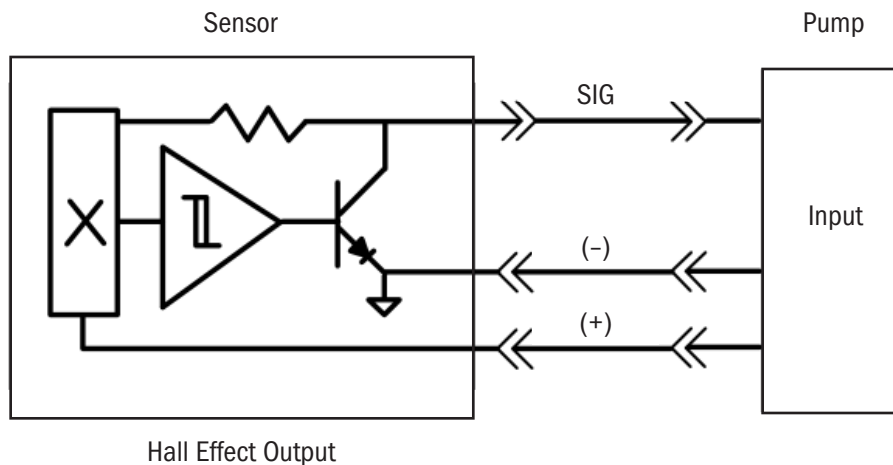 Sensor
Pump
SIG
Input
(–)
(+)
Hall Effect Output